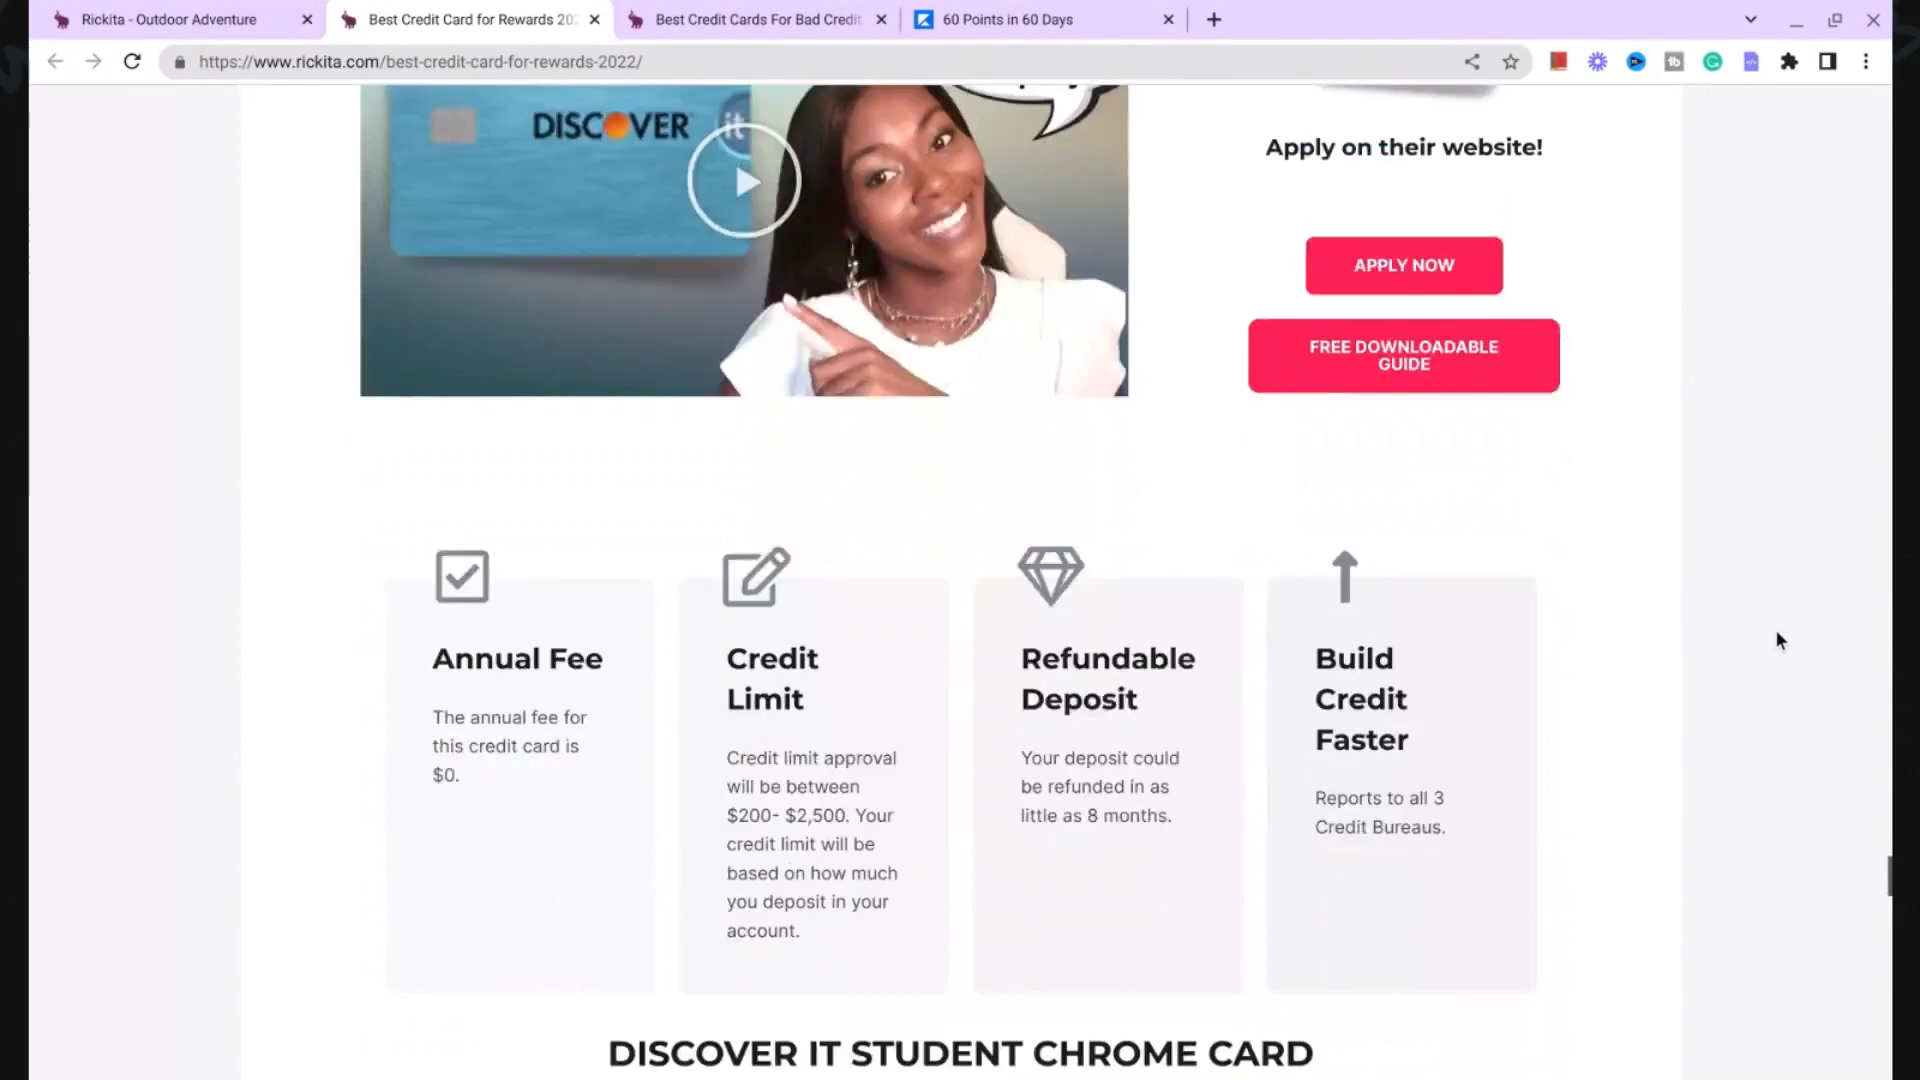 Rickita - Outdoor Adventure
Best Credit Card for Rewards 202
Best Credit Cards For Bad Credit
60 Points in 60 Days
https://www.rickita.com/best-credit-card-for-rewards-2022/
DISCOVER it
Apply on their website!
APPLY NOW
FREE DOWNLOADABLE
GUIDE
Annual Fee
The annual fee for
this credit card is
$0.
Credit
Limit
Credit limit approval
will be between
$200- $2,500. Your
credit limit will be
based on how much
you deposit in your
account.
Refundable
Deposit
Your deposit could
be refunded in as
little as 8 months.
Build
Credit
Faster
Reports to all 3
Credit Bureaus.
DISCOVER IT STUDENT CHROME CARD